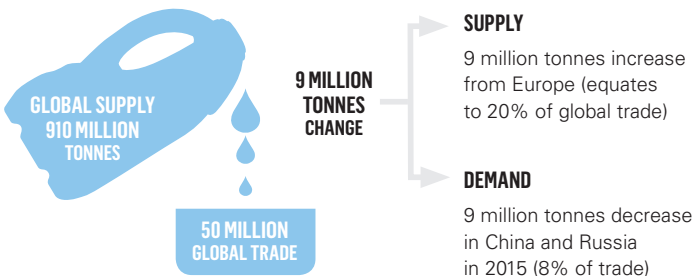 GLOBAL SUPPLY
910 MILLION
TONNES
50 MILLION
GLOBAL TRADE
9 MILLION
TONNES
CHANGE
SUPPLY
9 million tonnes increase
from Europe (equates
to 20% of global trade)
DEMAND
9 million tonnes decrease
in China and Russia
in 2015 (8% of trade)